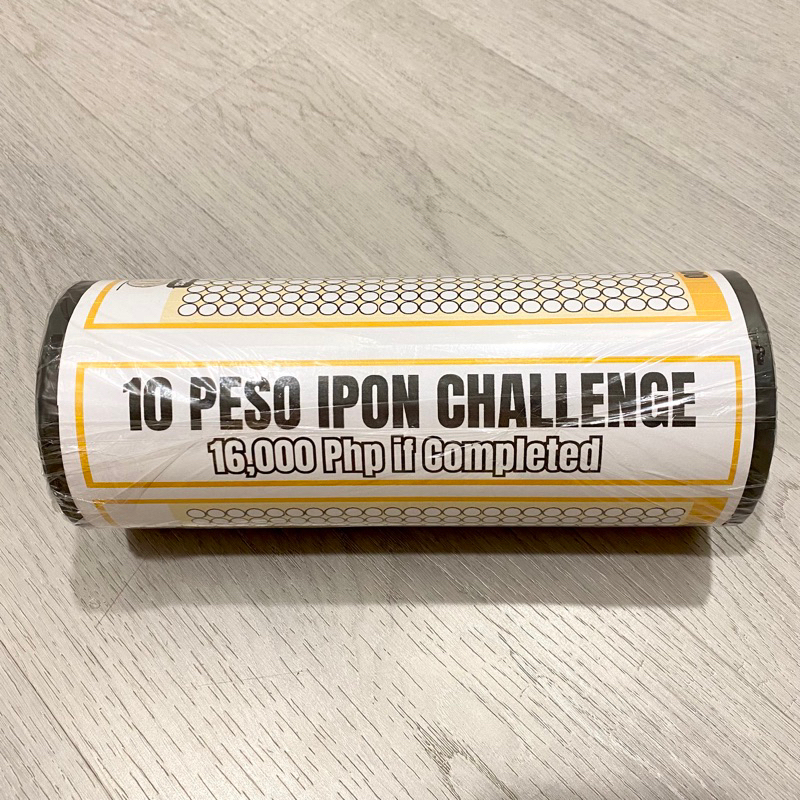 10 PESO IPON CHALLENGE
16,000 Php if Completed